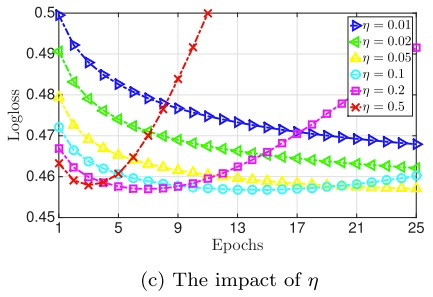 0.5
0.49
0.48
0.47
0.46
0.45
Logloss
η = 0.01
η = 0.02
η = 0.05
η = 0.1
η = 0.2
η = 0.5
1 5 9 13 17 21 25
Epochs
(c) The impact of η